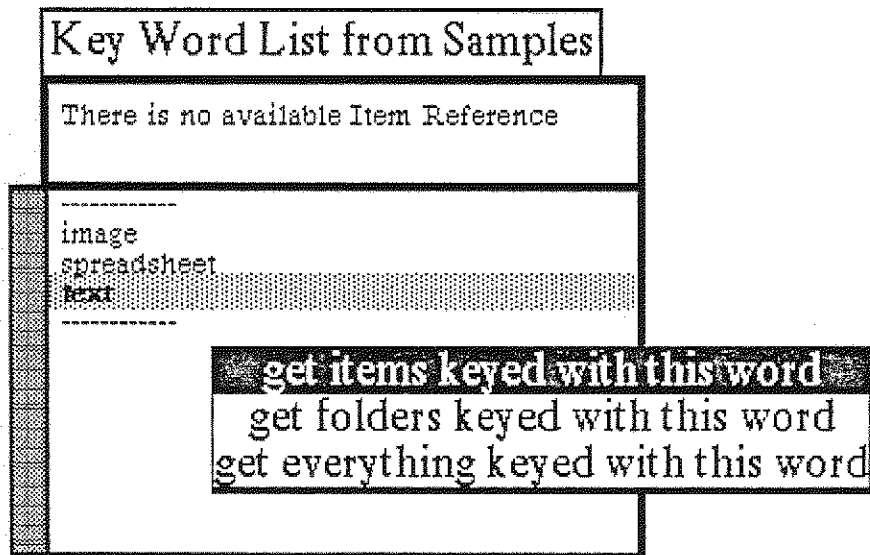 Key Word List from Samples
There is no available Item Reference
------------
image
spreadsheet
text
------------
get items keyed with this word
get folders keyed with this word
get everything keyed with this word